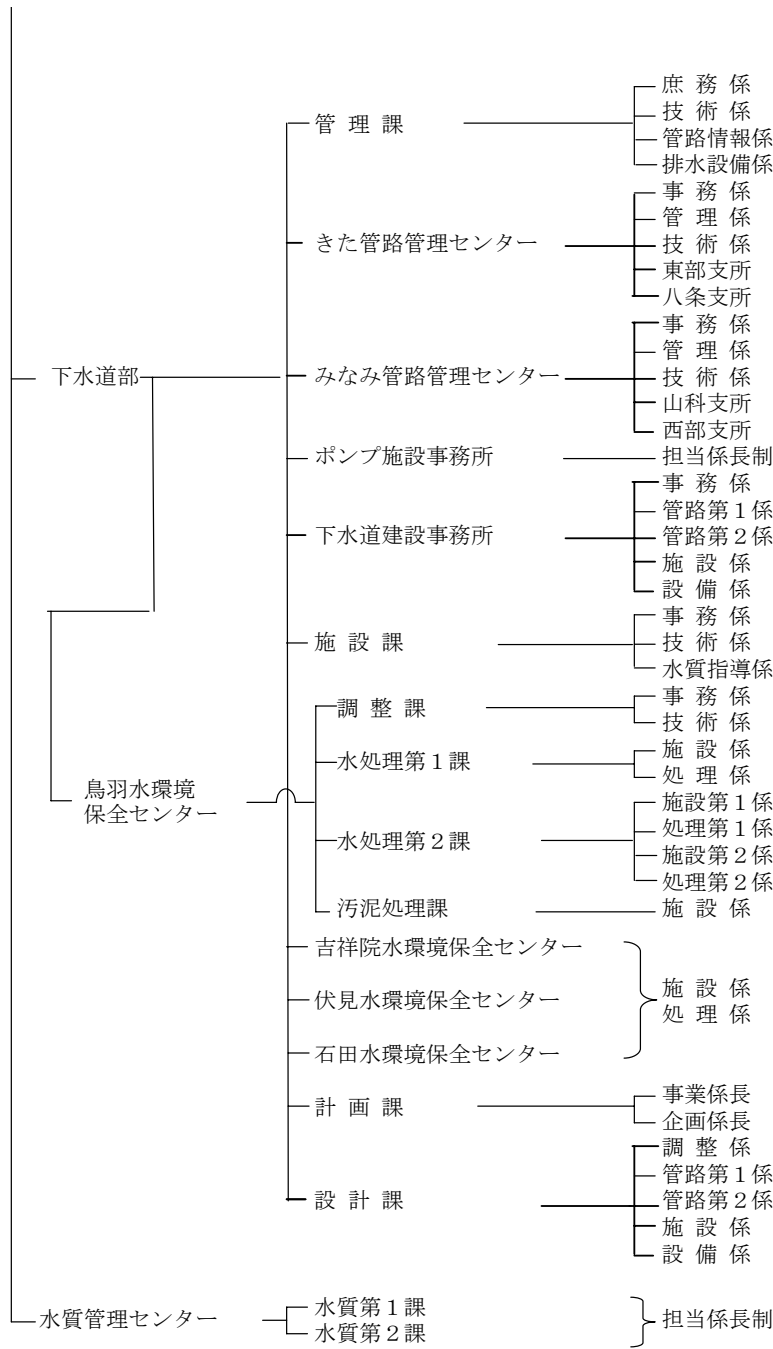 庶務係
管理課
技術係
管路情報係
排水設備係
事務係
管理係
きた管路管理センター
技術係
東部支所
八条支所
事務係
管理係
下水道部
みなみ管路管理センター
技術係
山科支所
西部支所
ポンプ施設事務所
担当係長制
事務係
管路第１係
下水道建設事務所
管路第２係
施設係
設備係
事務係
施設課
技術係
水質指導係
調整課
事務係
技術係
水処理第１課
施設係
処理係
鳥羽水環境
保全センター
施設第１係
処理第１係
水処理第２課
施設第２係
処理第２係
汚泥処理課
施設係
吉祥院水環境保全センター
伏見水環境保全センター
施設係
処理係
石田水環境保全センター
計画課
事業係長
企画係長
調整係
管路第１係
設計課
管路第２係
施設係
設備係
水質管理センター
水質第１課
水質第２課
担当係長制